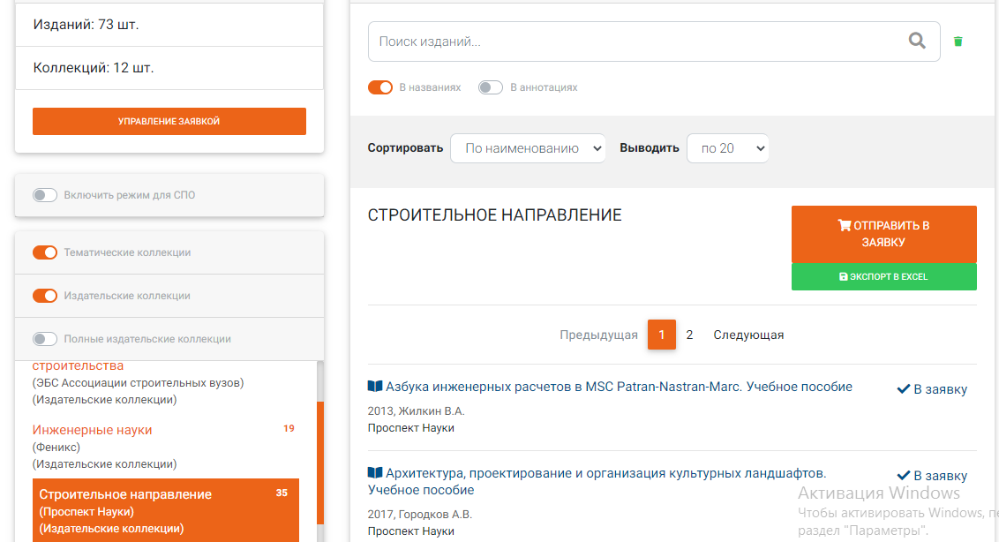 Изданий: 73 шт.
Коллекций: 12 шт.
УПРАВЛЕНИЕ ЗАЯВКОЙ
Включить режим для СПО
Тематические коллекции
Издательские коллекции
Полные издательские коллекции
строительства
(ЭБС Ассоциации строительных вузов)
(Издательские коллекции)
Инженерные науки 19
(Феникс)
(Издательские коллекции)
Строительное направление 35
(Проспект Науки)
(Издательские коллекции)
Поиск изданий...
В названиях В аннотациях
Сортировать По наименованию Выводить по 20
СТРОИТЕЛЬНОЕ НАПРАВЛЕНИЕ
ОТПРАВИТЬ В
ЗАЯВКУ
ЭКСПОРТ В EXCEL
Предыдущая 1 2 Следующая
Азбука инженерных расчетов в MSC Patran-Nastran-Marc. Учебное пособие В заявку
2013, Жилкин В.А.
Проспект Науки
Архитектура, проектирование и организация культурных ландшафтов. В заявку
Учебное пособие
2017, Городков А.В.
Проспект Науки
Активация Windows
Чтобы активировать Windows, пе
раздел "Параметры".